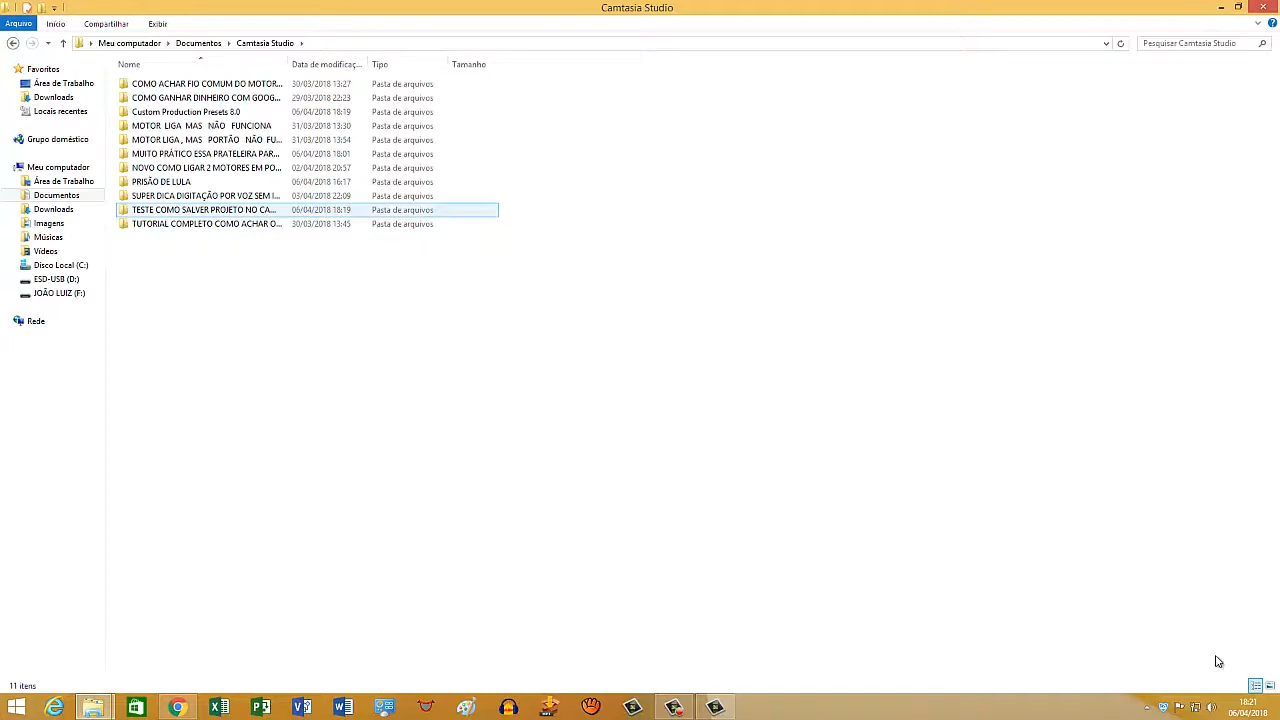 Camtasia Studio
Arquivo Início Compartilhar Exibir
Meu computador Documentos Camtasia Studio Pesquisar Camtasia Studio
Nome Data de modificaç... Tipo Tamanho
Favoritos
Área de Trabalho
Downloads
Locais recentes
Grupo doméstico
Meu computador
Área de Trabalho
Documentos
Downloads
Imagens
Músicas
Vídeos
Disco Local (C:)
ESD-USB (D:)
JOÃO LUIZ (F:)
Rede
COMO ACHAR FIO COMUM DO MOTOR... 30/03/2018 13:27 Pasta de arquivos
COMO GANHAR DINHEIRO COM GOOG... 29/03/2018 22:23 Pasta de arquivos
Custom Production Presets 8.0 06/04/2018 18:19 Pasta de arquivos
MOTOR LIGA MAS NÃO FUNCIONA 31/03/2018 13:30 Pasta de arquivos
MOTOR LIGA , MAS PORTÃO NÃO FU... 31/03/2018 13:54 Pasta de arquivos
MUITO PRÁTICO ESSA PRATELEIRA PAR... 06/04/2018 18:01 Pasta de arquivos
NOVO COMO LIGAR 2 MOTORES EM PO... 02/04/2018 20:57 Pasta de arquivos
PRISÃO DE LULA 06/04/2018 16:17 Pasta de arquivos
SUPER DICA DIGITAÇÃO POR VOZ SEM I... 03/04/2018 22:09 Pasta de arquivos
TESTE COMO SALVER PROJETO NO CA... 06/04/2018 18:19 Pasta de arquivos
TUTORIAL COMPLETO COMO ACHAR O... 30/03/2018 13:45 Pasta de arquivos
11 itens
18:21
06/04/2018